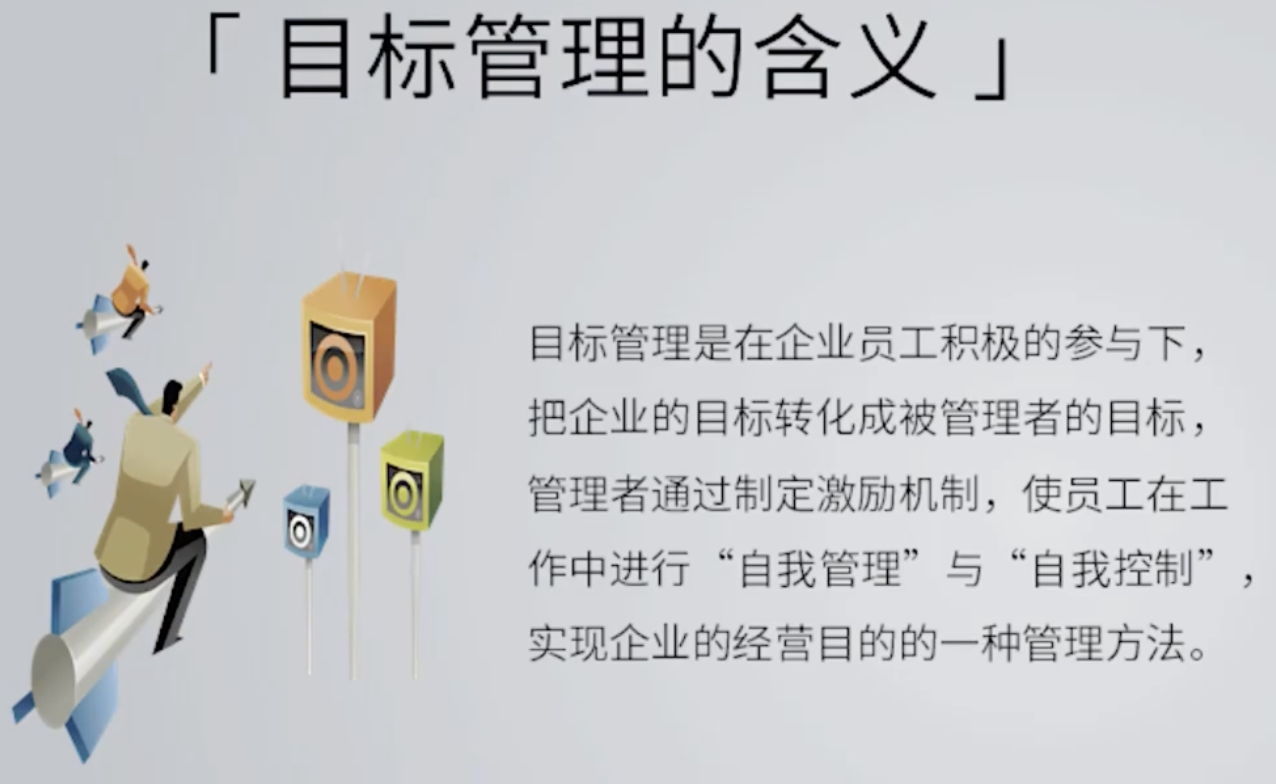 「 目标管理的含义 」
目标管理是在企业员工积极的参与下，
把企业的目标转化成被管理者的目标，
管理者通过制定激励机制，使员工在工
作中进行“自我管理”与“自我控制”，
实现企业的经营目的的一种管理方法。